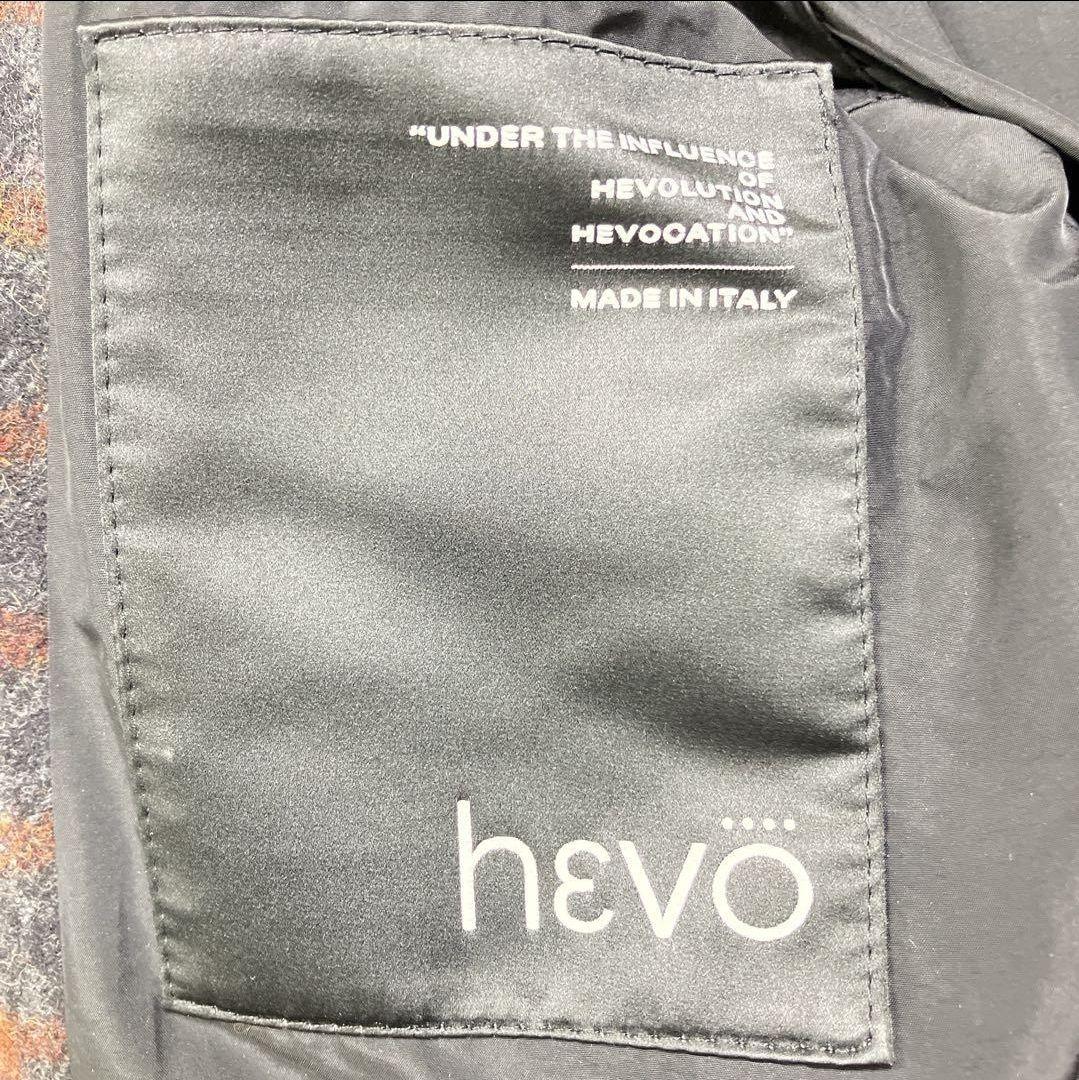 “UNDER THE INFLUENCE
OF
HEVOLUTION
AND
HEVOCATION”
MADE IN ITALY
hεvö